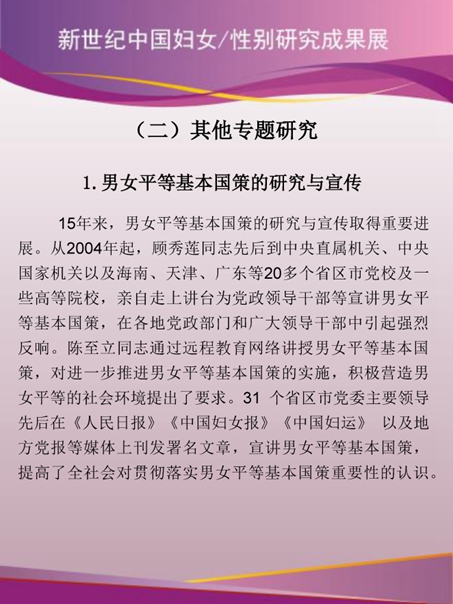 新世纪中国妇女/性别研究成果展
（二）其他专题研究
1.男女平等基本国策的研究与宣传
15年来，男女平等基本国策的研究与宣传取得重要进
展。从2004年起，顾秀莲同志先后到中央直属机关、中央
国家机关以及海南、天津、广东等20多个省区市党校及一
些高等院校，亲自走上讲台为党政领导干部等宣讲男女平
等基本国策，在各地党政部门和广大领导干部中引起强烈
反响。陈至立同志通过远程教育网络讲授男女平等基本国
策，对进一步推进男女平等基本国策的实施，积极营造男
女平等的社会环境提出了要求。31 个省区市党委主要领导
先后在《人民日报》《中国妇女报》《中国妇运》 以及地
方党报等媒体上刊发署名文章，宣讲男女平等基本国策，
提高了全社会对贯彻落实男女平等基本国策重要性的认识。